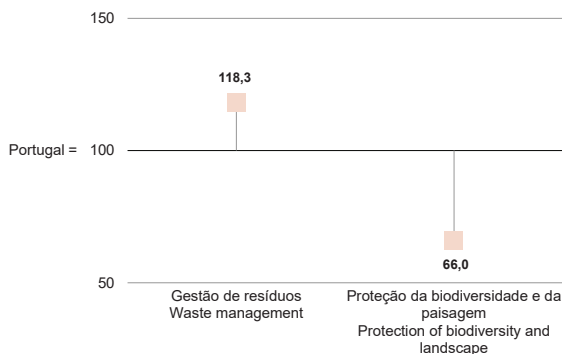 150
118,3
Portugal = 100
66,0
50
Gestão de resíduos
Waste management
Proteção da biodiversidade e da
paisagem
Protection of biodiversity and
landscape